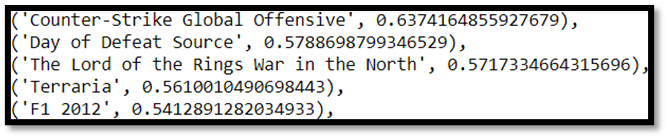 ('Counter-Strike Global Offensive', 0.6374164855927679),
('Day of Defeat Source', 0.5788698799346529),
('The Lord of the Rings War in the North', 0.5717334664315696),
('Terraria', 0.5610010490698443),
('F1 2012', 0.5412891282034933),